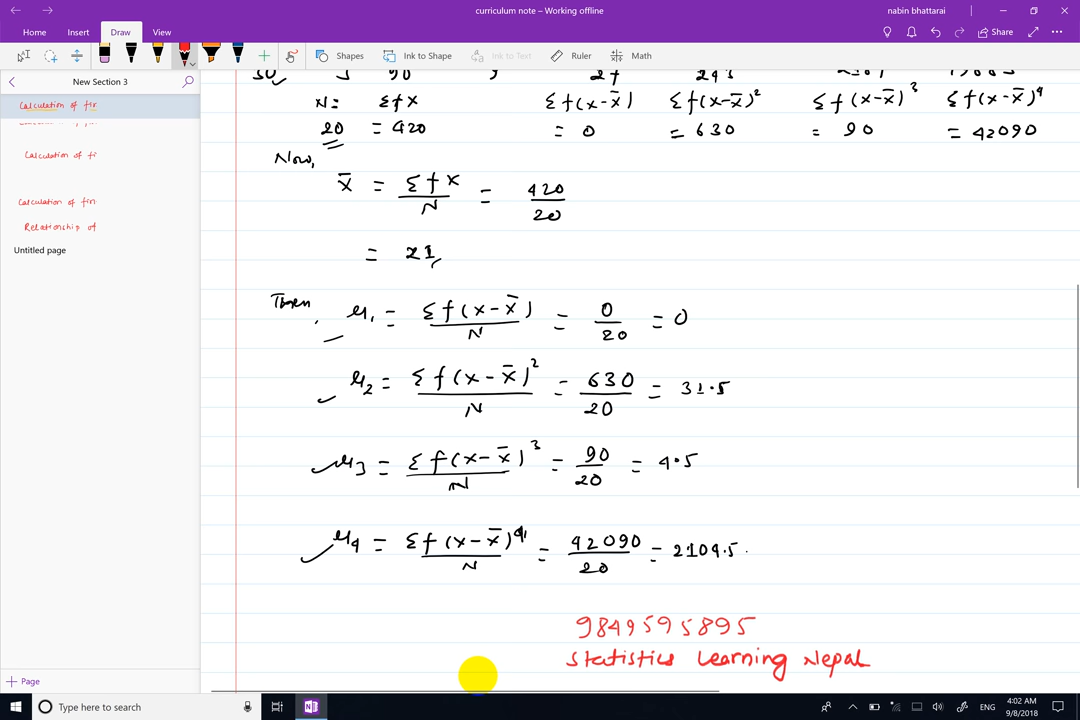 curriculum note – Working offline
nabin bhattarai
Home Insert Draw View
Share
Shapes Ink to Shape Ink to Text Ruler Math
New Section 3
Calculation of fir
Calculation of fi
Calculation of fin
Relationship of
Untitled page
+ Page
N= Σfx Σf(x-x̄) Σf(x-x̄)² Σf(x-x̄)³ Σf(x-x̄)⁴
20 = 420 = 0 = 630 = 90 = 42090
Now,
x̄ = Σfx/N = 420/20
= 21
Then,
μ₁ = Σf(x-x̄)/N = 0/20 = 0
μ₂ = Σf(x-x̄)²/N = 630/20 = 31.5
μ₃ = Σf(x-x̄)³/N = 90/20 = 4.5
μ₄ = Σf(x-x̄)⁴/N = 42090/20 = 2104.5
9849595895
Statistics Learning Nepal
Type here to search
ENG
4:02 AM
9/8/2018